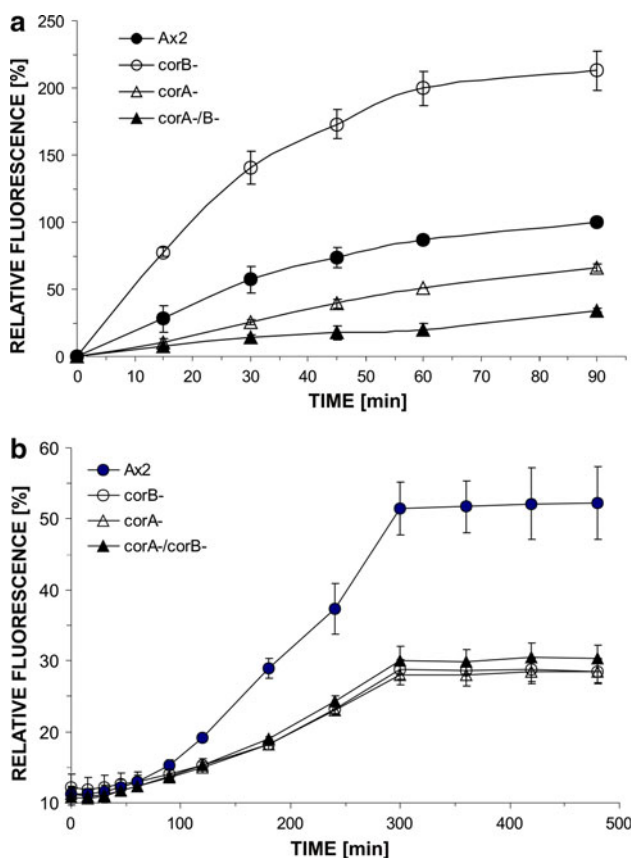 a
Ax2
corB-
corA-
corA-/B-
RELATIVE FLUORESCENCE [%]
250
200
150
100
50
0
0 10 20 30 40 50 60 70 80 90
TIME [min]
b
Ax2
corB-
corA-
corA-/corB-
RELATIVE FLUORESCENCE [%]
60
50
40
30
20
10
0 100 200 300 400 500
TIME [min]